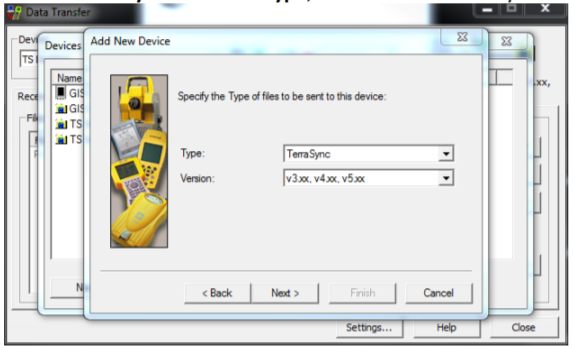 Data Transfer
Devi
Devices
Add New Device
TS
Name
GIS
GIS
TS
TS
Rece
Fil
xx,
Specify the Type of files to be sent to this device:
Type:
TerraSync
Version:
v3.xx, v4.xx, v5.xx
N
< Back
Next >
Finish
Cancel
Settings...
Help
Close